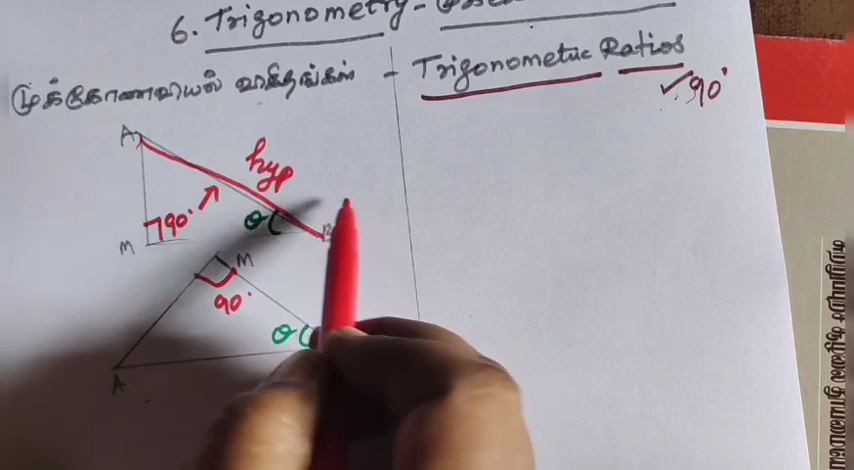 6. Trigonometry -
முக்கோணவியல் வாகிதங்கள் - Trigonometric Ratios
✓ 90°
A
hyp
90°
θ
M
B
M
90°
θ
A